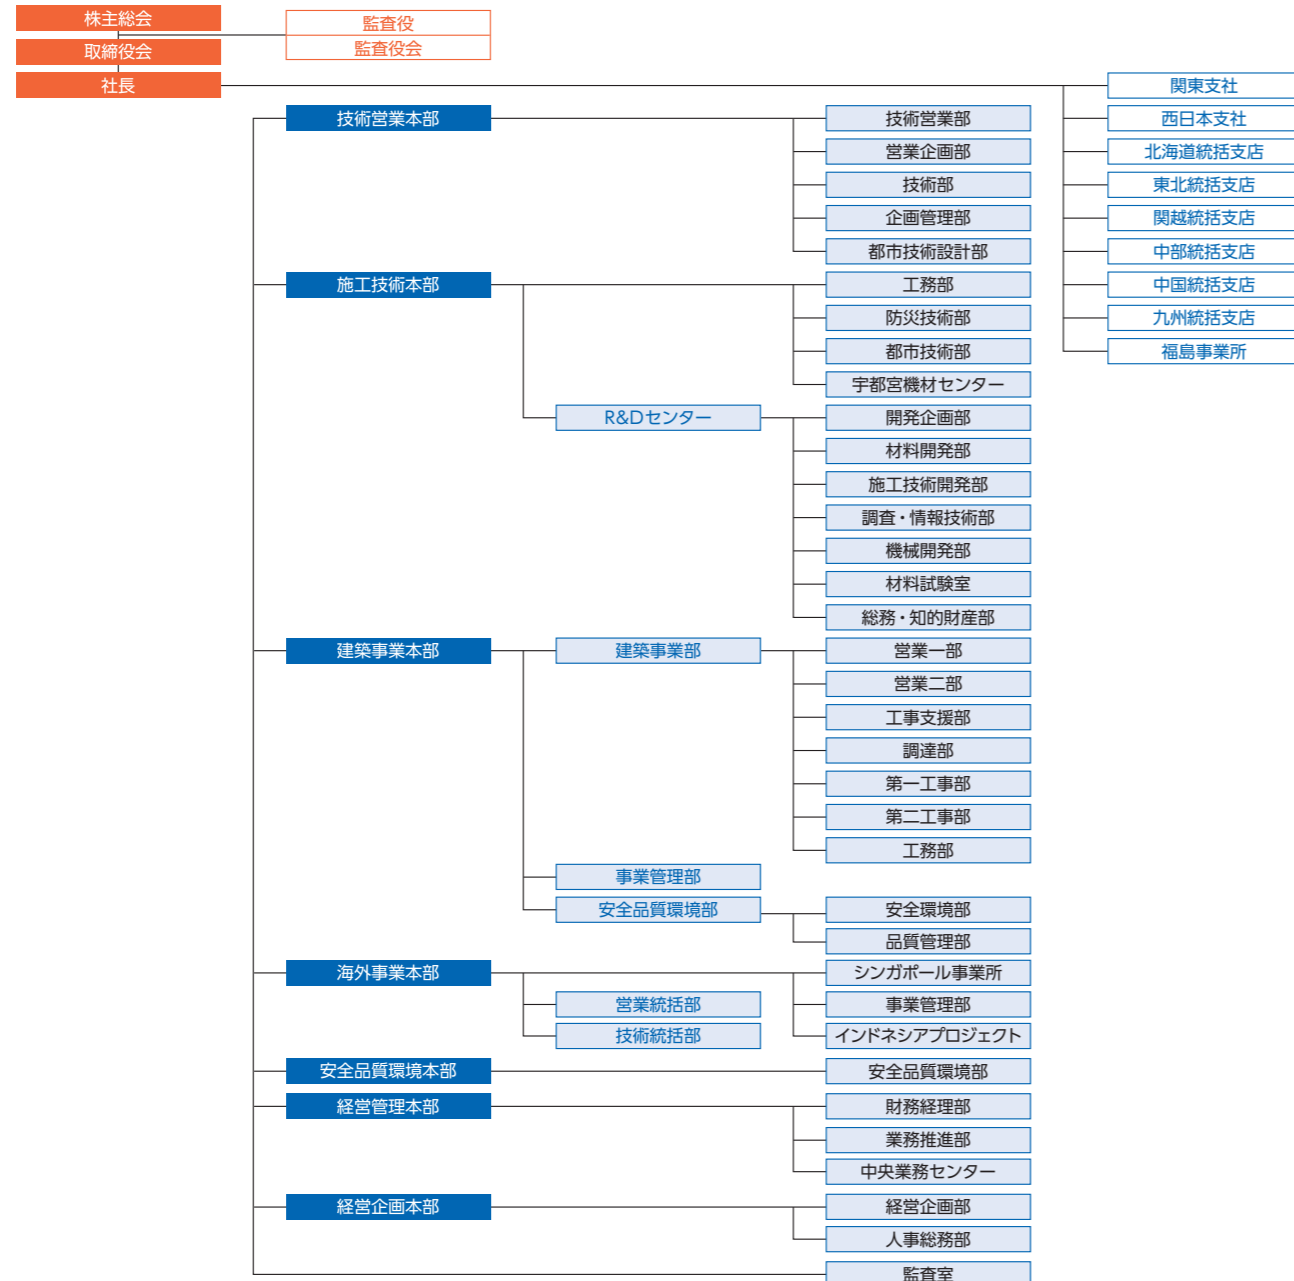 株主総会
監査役
監査役会
取締役会
社長
関東支社
西日本支社
北海道統括支店
東北統括支店
関越統括支店
中部統括支店
中国統括支店
九州統括支店
福島事業所
技術営業本部
技術営業部
営業企画部
技術部
企画管理部
都市技術設計部
施工技術本部
工務部
防災技術部
都市技術部
宇都宮機材センター
R&Dセンター
開発企画部
材料開発部
施工技術開発部
調査・情報技術部
機械開発部
材料試験室
総務・知的財産部
建築事業本部
建築事業部
営業一部
営業二部
工事支援部
調達部
第一工事部
第二工事部
工務部
事業管理部
安全品質環境部
安全環境部
品質管理部
海外事業本部
シンガポール事業所
営業統括部
事業管理部
技術統括部
インドネシアプロジェクト
安全品質環境本部
安全品質環境部
経営管理本部
財務経理部
業務推進部
中央業務センター
経営企画本部
経営企画部
人事総務部
監査室